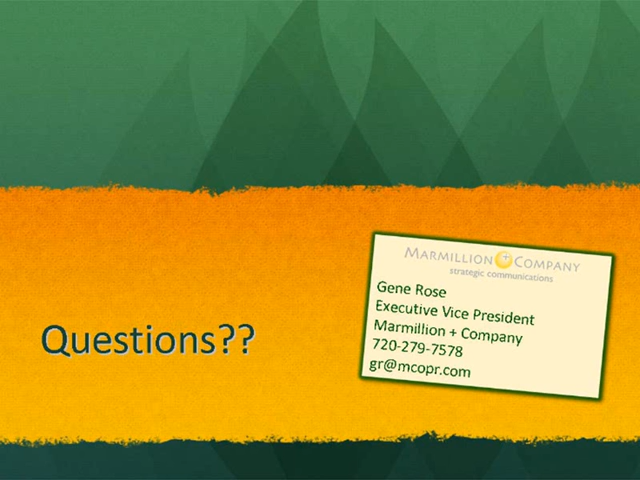 Questions??
MARMILLION + COMPANY
strategic communications
Gene Rose
Executive Vice President
Marmillion + Company
720-279-7578
gr@mcopr.com